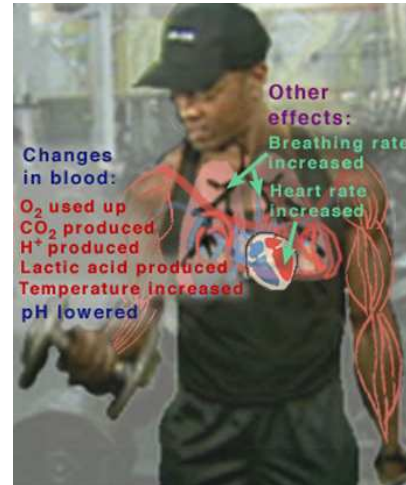 Other
effects:
Breathing rate
increased
Heart rate
increased
Changes
in blood:
O₂ used up
CO₂ produced
H⁺ produced
Lactic acid produced
Temperature increased
pH lowered